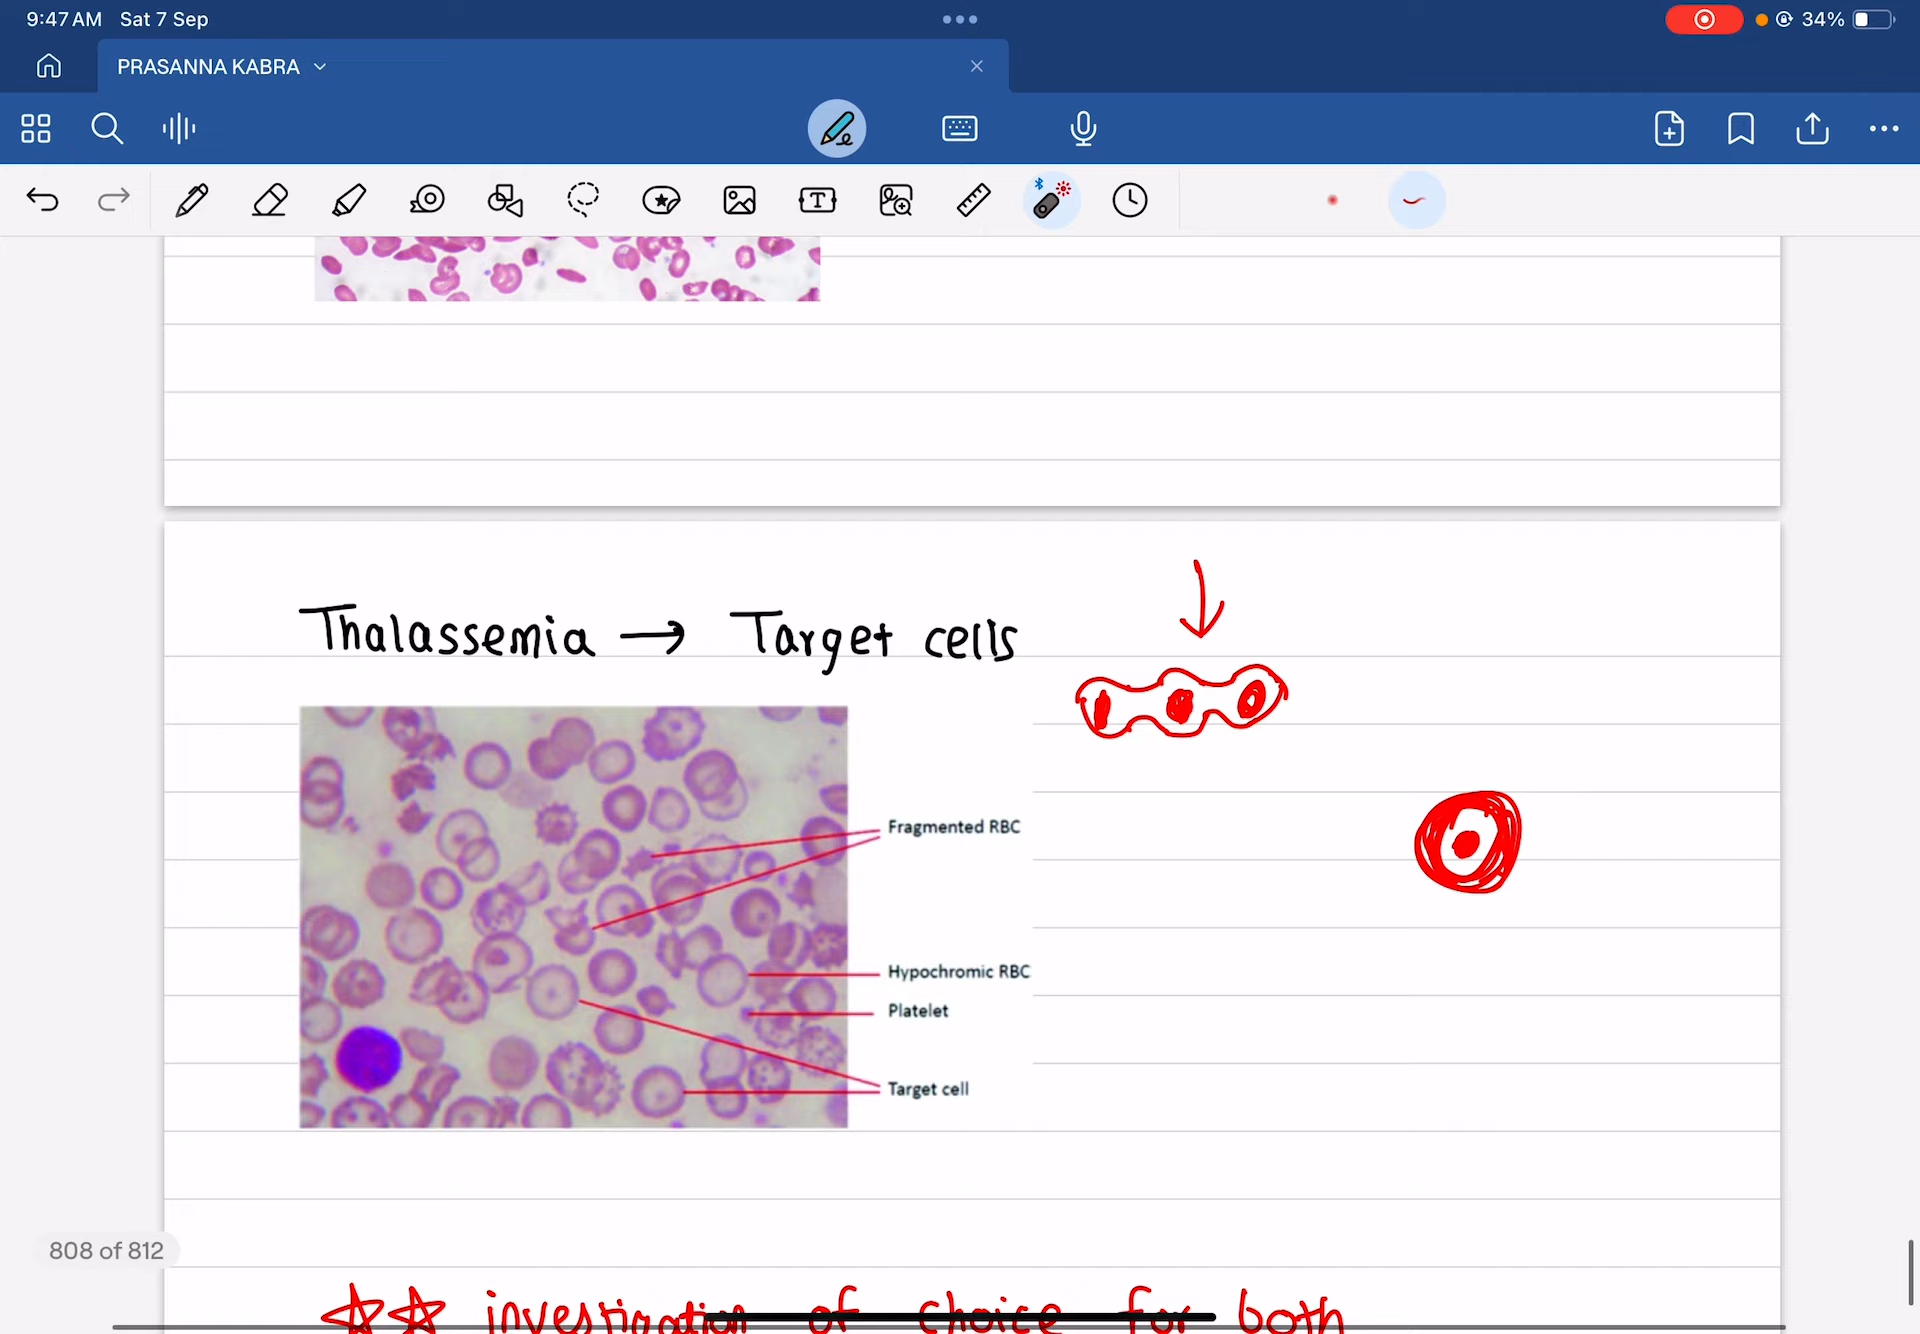 9:47 AM Sat 7 Sep
34%
PRASANNA KABRA
Thalassemia → Target cells
Fragmented RBC
Hypochromic RBC
Platelet
Target cell
808 of 812
☆☆ investigation of choice for both